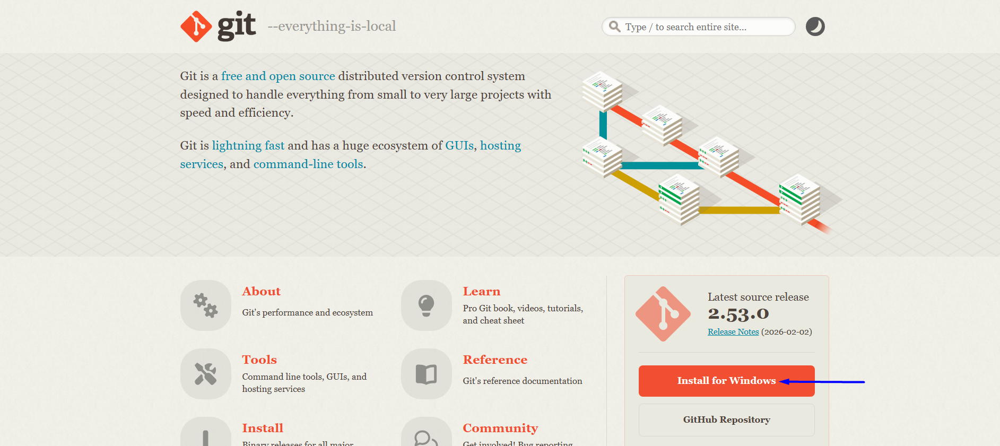 git --everything-is-local
Type / to search entire site...
Git is a free and open source distributed version control system
designed to handle everything from small to very large projects with
speed and efficiency.
Git is lightning fast and has a huge ecosystem of GUIs, hosting
services, and command-line tools.
About
Git's performance and ecosystem
Learn
Pro Git book, videos, tutorials,
and cheat sheet
Tools
Command line tools, GUIs, and
hosting services
Reference
Git's reference documentation
Install
Binary releases for all major
Community
Get involved! Bug reporting,
Latest source release
2.53.0
Release Notes (2026-02-02)
Install for Windows
GitHub Repository